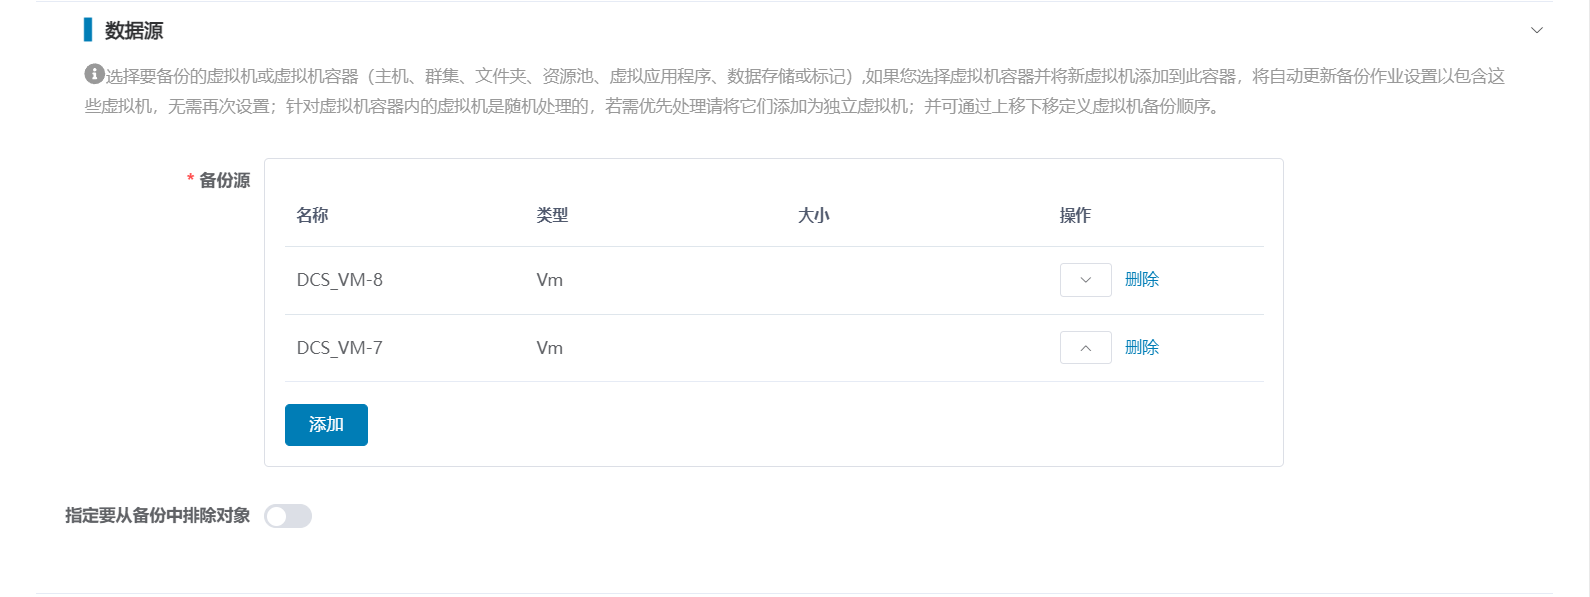 数据源
选择要备份的虚拟机或虚拟机容器（主机、群集、文件夹、资源池、虚拟应用程序、数据存储或标记）,如果您选择虚拟机容器并将新虚拟机添加到此容器，将自动更新备份作业设置以包含这
些虚拟机，无需再次设置；针对虚拟机容器内的虚拟机是随机处理的，若需优先处理请将它们添加为独立虚拟机；并可通过上移下移定义虚拟机备份顺序。
* 备份源
名称 类型 大小 操作
DCS_VM-8 Vm 删除
DCS_VM-7 Vm 删除
添加
指定要从备份中排除对象